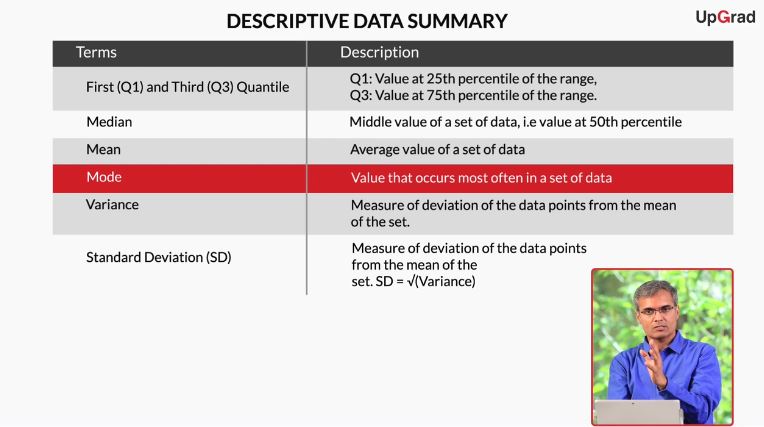 DESCRIPTIVE DATA SUMMARY
UpGrad
Terms Description
First (Q1) and Third (Q3) Quantile
Q1: Value at 25th percentile of the range,
Q3: Value at 75th percentile of the range.
Median Middle value of a set of data, i.e value at 50th percentile
Mean Average value of a set of data
Mode Value that occurs most often in a set of data
Variance Measure of deviation of the data points from the mean
of the set.
Standard Deviation (SD)
Measure of deviation of the data points
from the mean of the
set. SD = √(Variance)